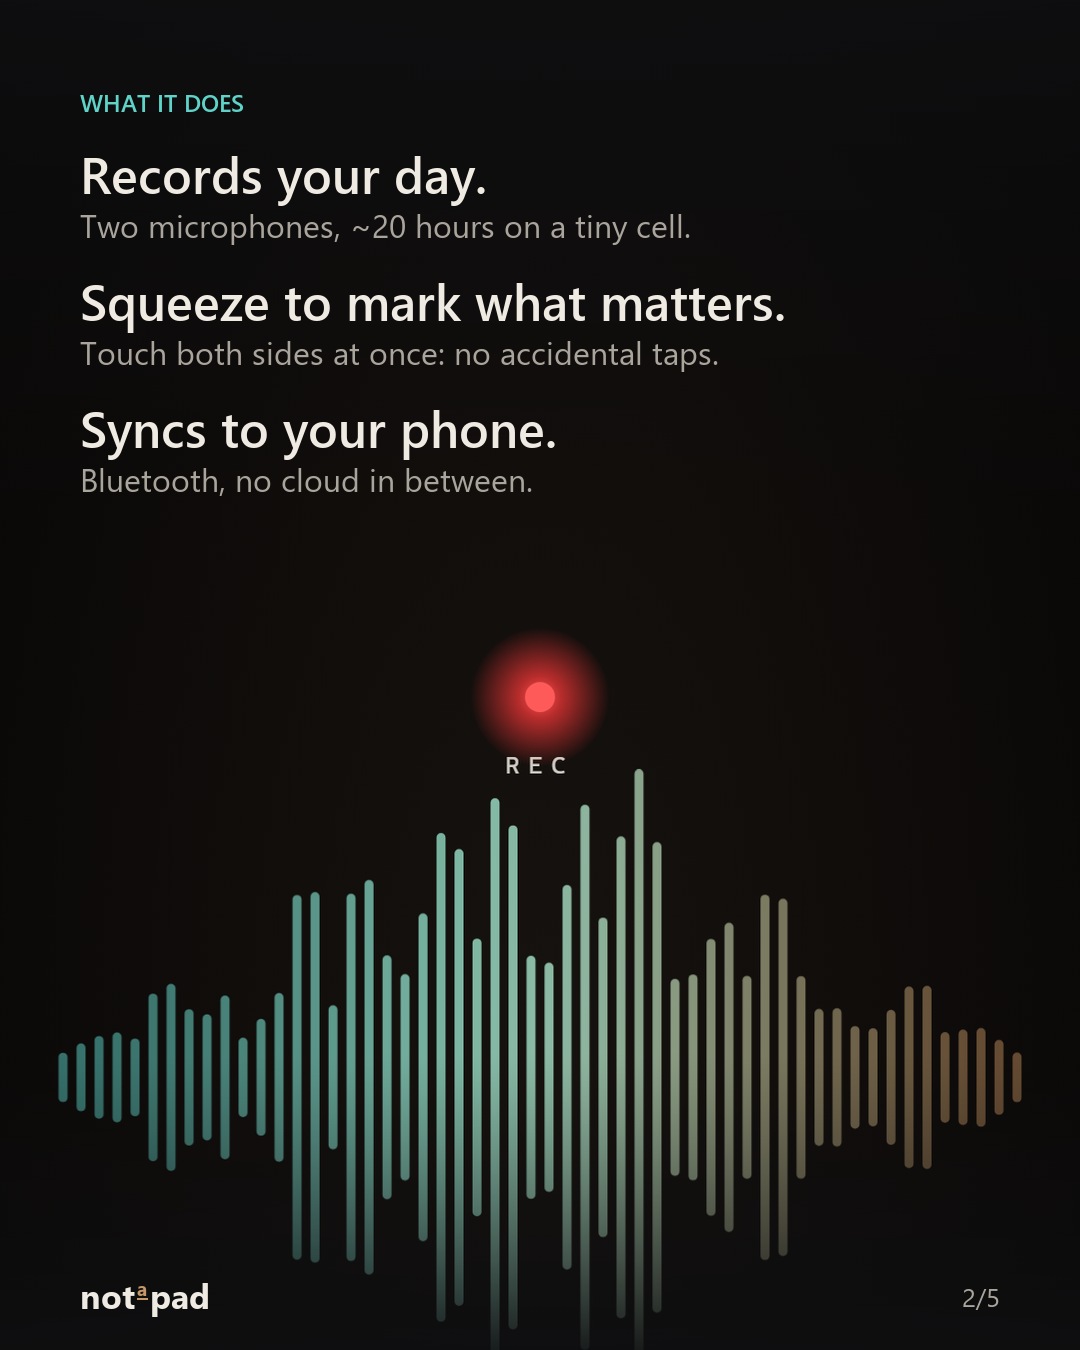 WHAT IT DOES
Records your day.
Two microphones, ~20 hours on a tiny cell.
Squeeze to mark what matters.
Touch both sides at once: no accidental taps.
Syncs to your phone.
Bluetooth, no cloud in between.
REC
notapad
2/5